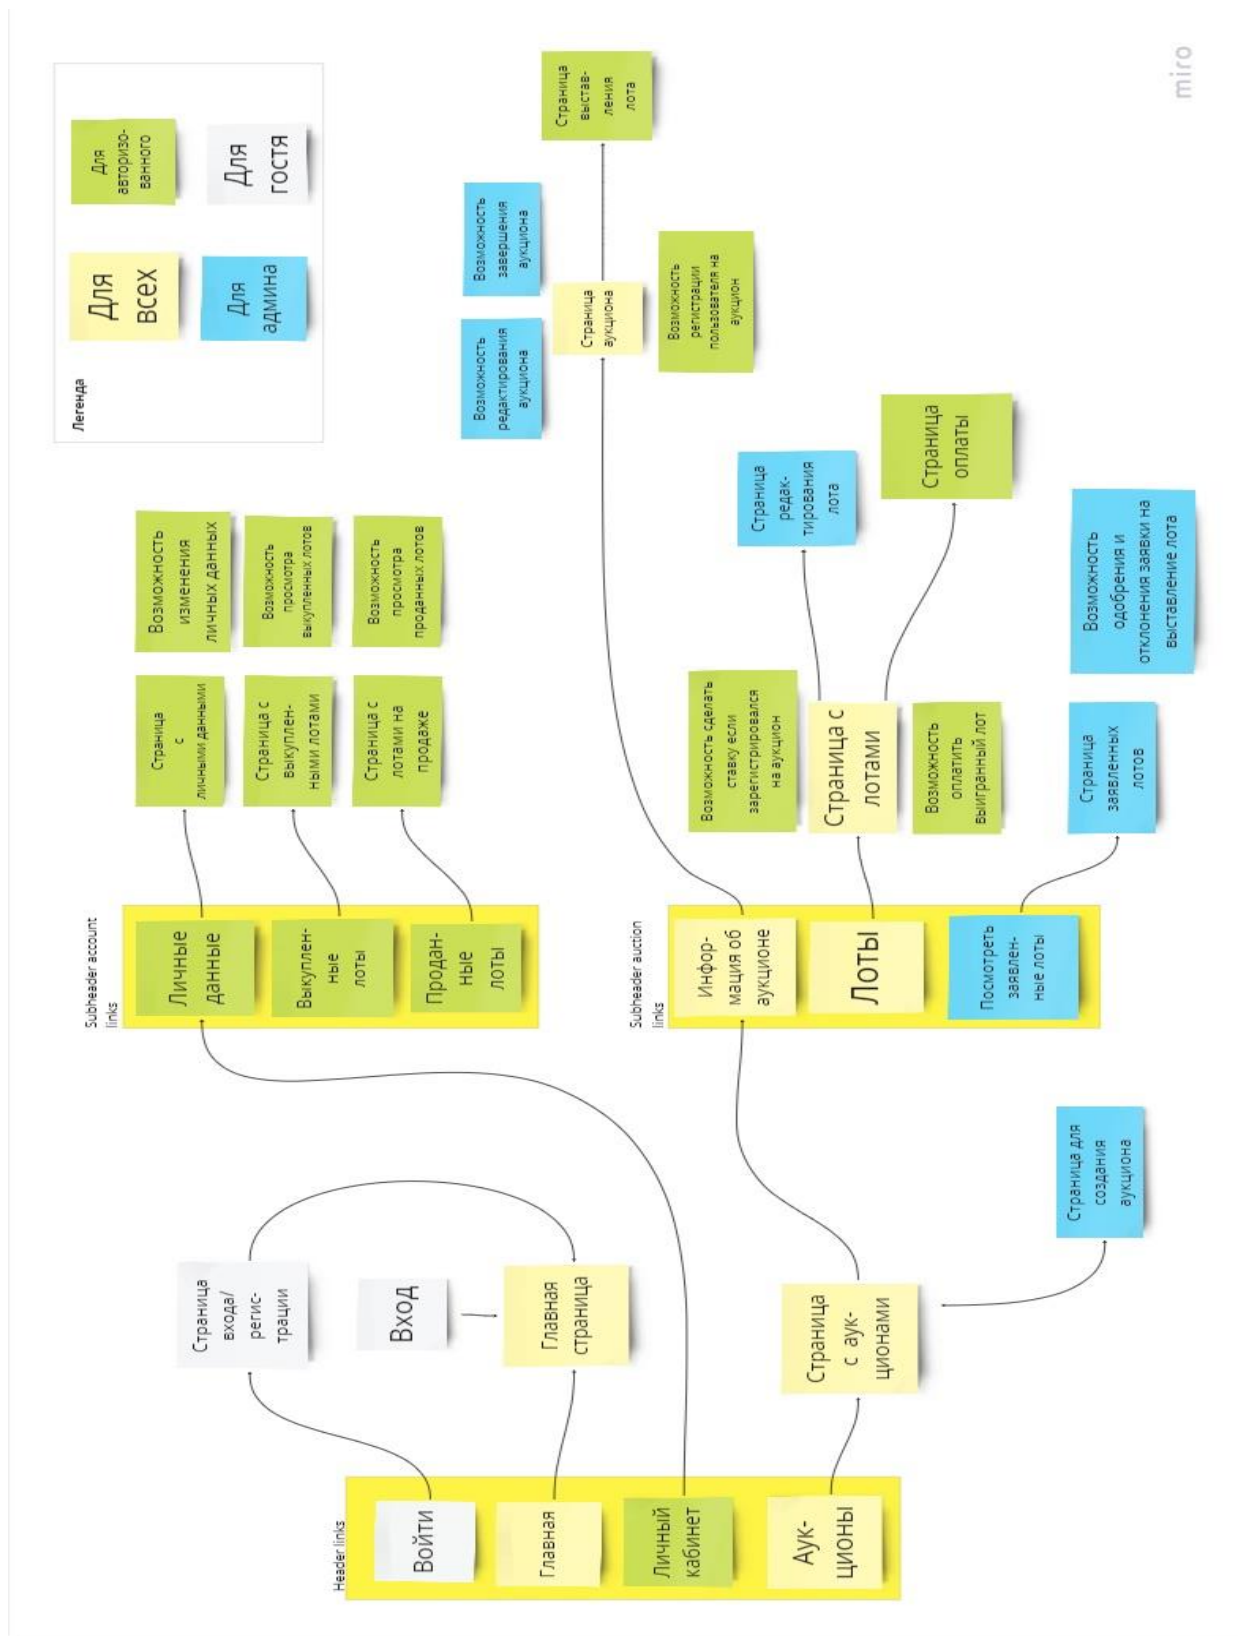 Header links
Войти
Главная
Личный
кабинет
Аук-
ционы
Страница
входа/
регис-
трации
Вход
Главная
страница
Страница
с аук-
ционами
Страница для
создания
аукциона
Subheader account
links
Личные
данные
Выкуплен-
ные
лоты
Продан-
ные
лоты
Страница
с
личными данными
Возможность
изменения
личных данных
Страница с
выкуплен-
ными лотами
Возможность
просмотра
выкупленных лотов
Страница с
лотами на
продаже
Возможность
просмотра
проданных лотов
Subheader auction
links
Инфор-
мация об
аукционе
Лоты
Посмотреть
заявлен-
ные лоты
Возможность сделать
ставку если
зарегистрировался
на аукцион
Страница с
лотами
Возможность
оплатить
выигранный лот
Страница
заявленных
лотов
Возможность
одобрения и
отклонения заявки на
выставление лота
Страница
редак-
тирования
лота
Страница
оплаты
Возможность
редактирования
аукциона
Возможность
завершения
аукциона
Страница
аукциона
Возможность
регистрации
пользователя на
аукцион
Страница
выстав-
ления
лота
Легенда
Для
всех
Для
авторизо-
ванного
Для
админа
Для
гостя
miro